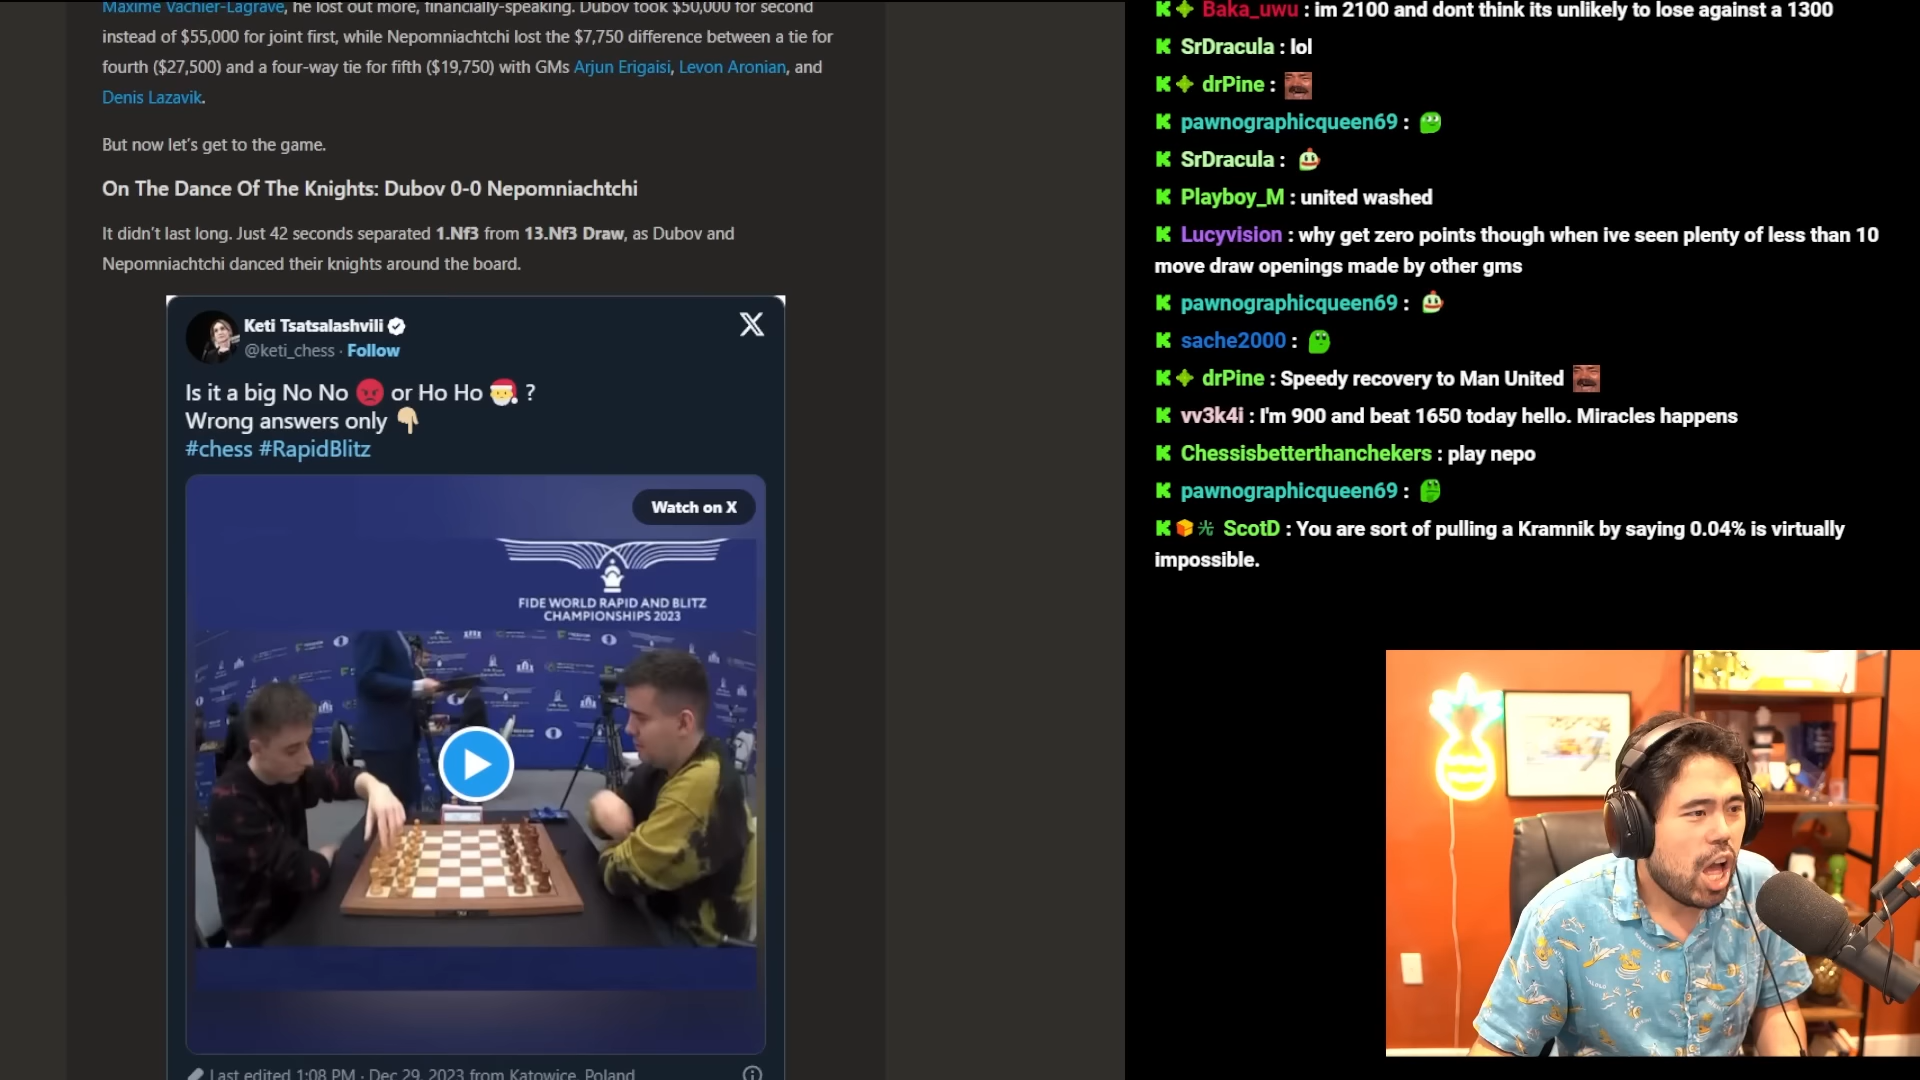 Maxime Vachier-Lagrave, he lost out more, financially-speaking. Dubov took $50,000 for second
instead of $55,000 for joint first, while Nepomniachtchi lost the $7,750 difference between a tie for
fourth ($27,500) and a four-way tie for fifth ($19,750) with GMs Arjun Erigaisi, Levon Aronian, and
Denis Lazavik.
But now let's get to the game.
On The Dance Of The Knights: Dubov 0-0 Nepomniachtchi
It didn't last long. Just 42 seconds separated 1.Nf3 from 13.Nf3 Draw, as Dubov and
Nepomniachtchi danced their knights around the board.
Keti Tsatsalashvili
@keti_chess · Follow
Is it a big No No 😡 or Ho Ho 🎅 ?
Wrong answers only 👇🏼
#chess #RapidBlitz
Watch on X
FIDE WORLD RAPID AND BLITZ
CHAMPIONSHIPS 2023
Last edited 1:08 PM · Dec 29, 2023 from Katowice, Poland
Baka_uwu : im 2100 and dont think its unlikely to lose against a 1300
SrDracula : lol
drPine :
pawnographicqueen69 :
SrDracula :
Playboy_M : united washed
Lucyvision : why get zero points though when ive seen plenty of less than 10
move draw openings made by other gms
pawnographicqueen69 :
sache2000 :
drPine : Speedy recovery to Man United
vv3k4i : I'm 900 and beat 1650 today hello. Miracles happens
Chessisbetterthanchekers : play nepo
pawnographicqueen69 :
ScotD : You are sort of pulling a Kramnik by saying 0.04% is virtually
impossible.